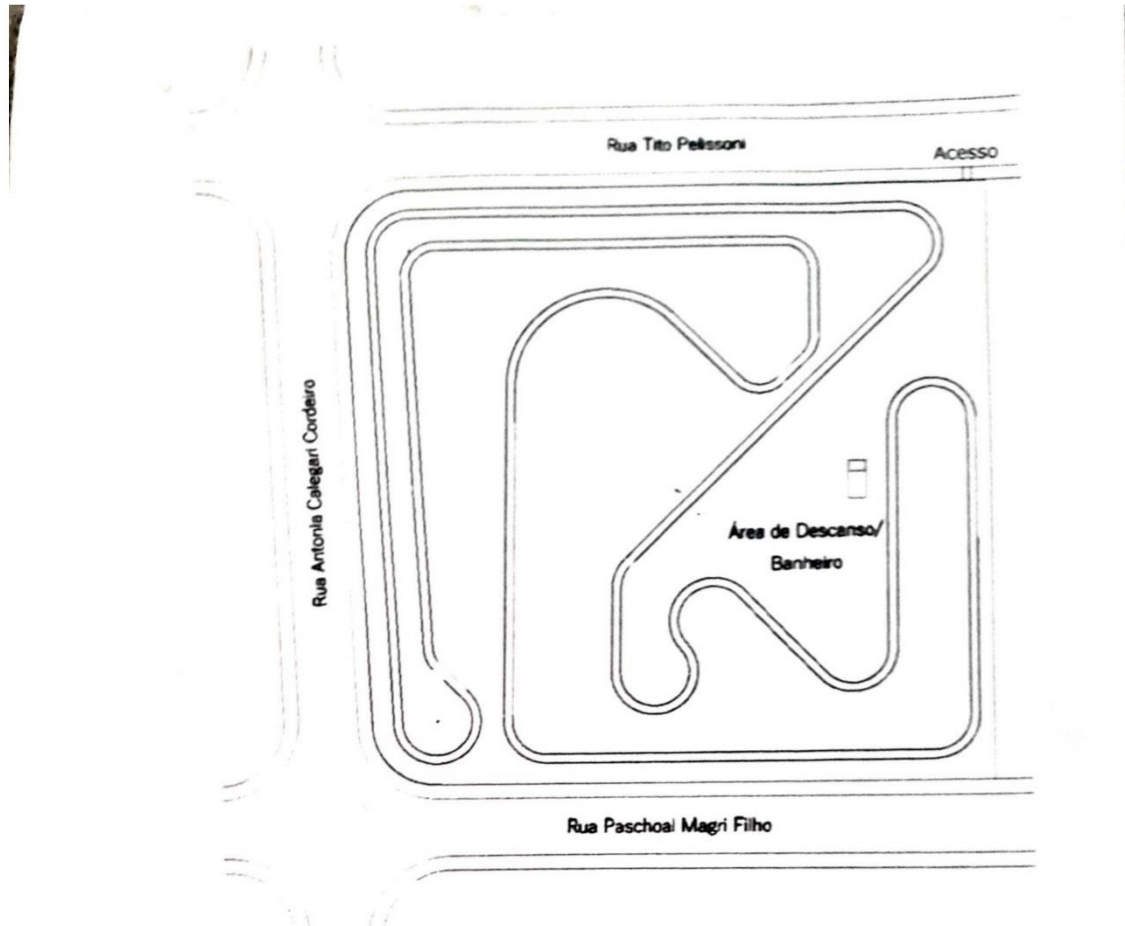 Rua Tito Pelissoni
Acesso
Rua Antonia Calegari Cordeiro
Área de Descanso/
Banheiro
Rua Paschoal Magri Filho